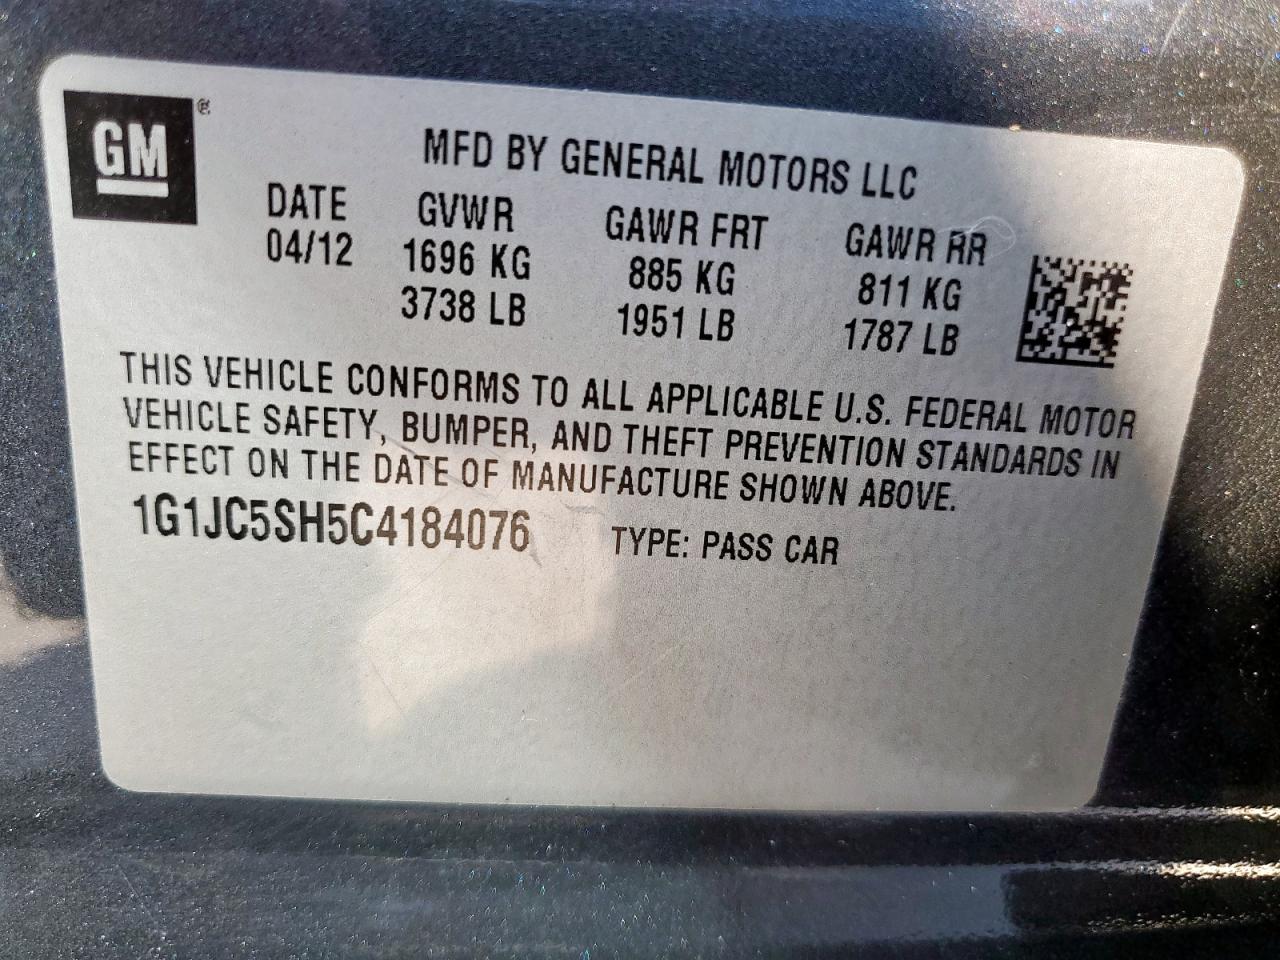 GM ®
MFD BY GENERAL MOTORS LLC
DATE GVWR GAWR FRT GAWR RR
04/12 1696 KG 885 KG 811 KG
3738 LB 1951 LB 1787 LB
THIS VEHICLE CONFORMS TO ALL APPLICABLE U.S. FEDERAL MOTOR
VEHICLE SAFETY, BUMPER, AND THEFT PREVENTION STANDARDS IN
EFFECT ON THE DATE OF MANUFACTURE SHOWN ABOVE.
1G1JC5SH5C4184076 TYPE: PASS CAR